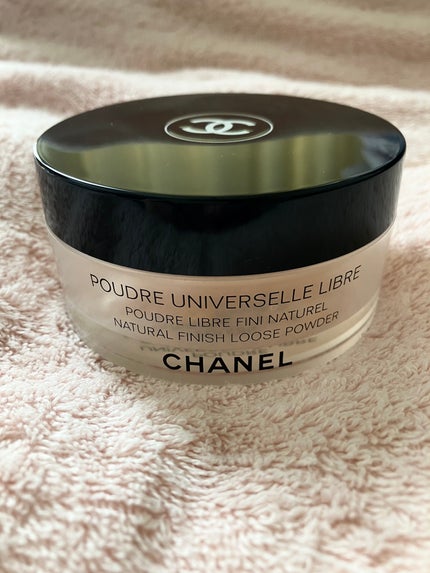 POUDRE UNIVERSELLE LIBRE
POUDRE LIBRE FINI NATUREL
NATURAL FINISH LOOSE POWDER
CHANEL